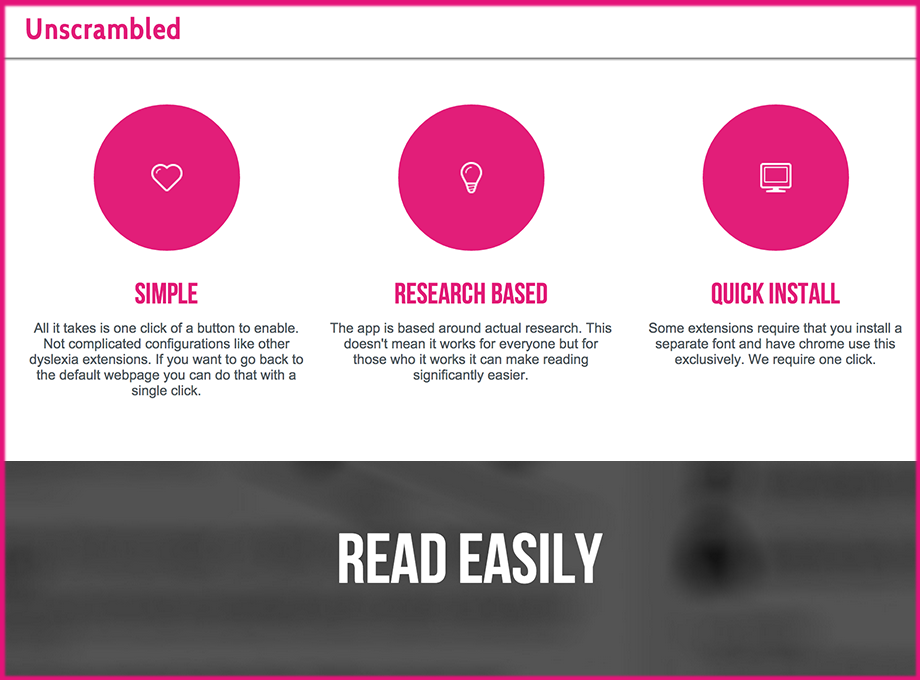 Unscrambled
SIMPLE
All it takes is one click of a button to enable.
Not complicated configurations like other
dyslexia extensions. If you want to go back to
the default webpage you can do that with a
single click.
RESEARCH BASED
The app is based around actual research. This
doesn't mean it works for everyone but for
those who it works it can make reading
significantly easier.
QUICK INSTALL
Some extensions require that you install a
separate font and have chrome use this
exclusively. We require one click.
READ EASILY